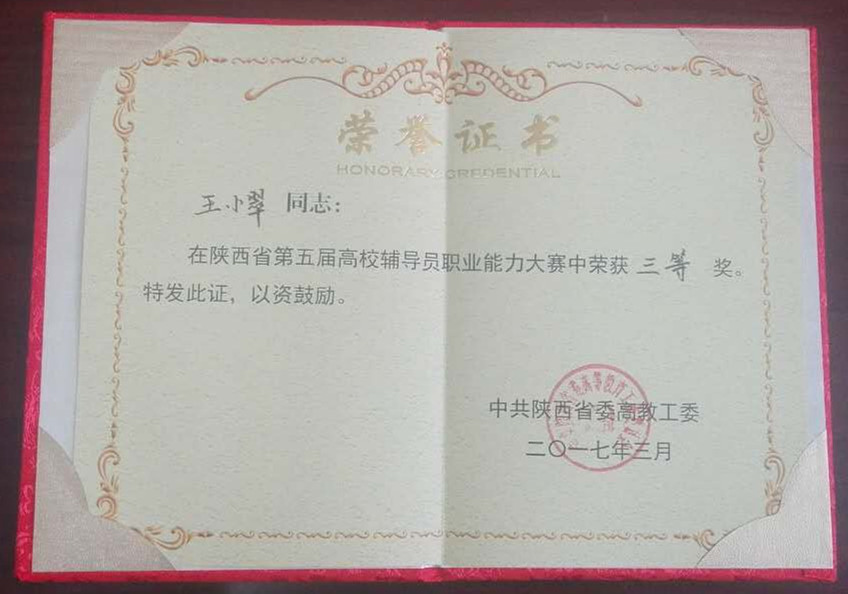 荣誉证书
HONORARY CREDENTIAL
王小翠 同志：
在陕西省第五届高校辅导员职业能力大赛中荣获 三等 奖。
特发此证，以资鼓励。
中共陕西省委高教工委
二〇一七年三月